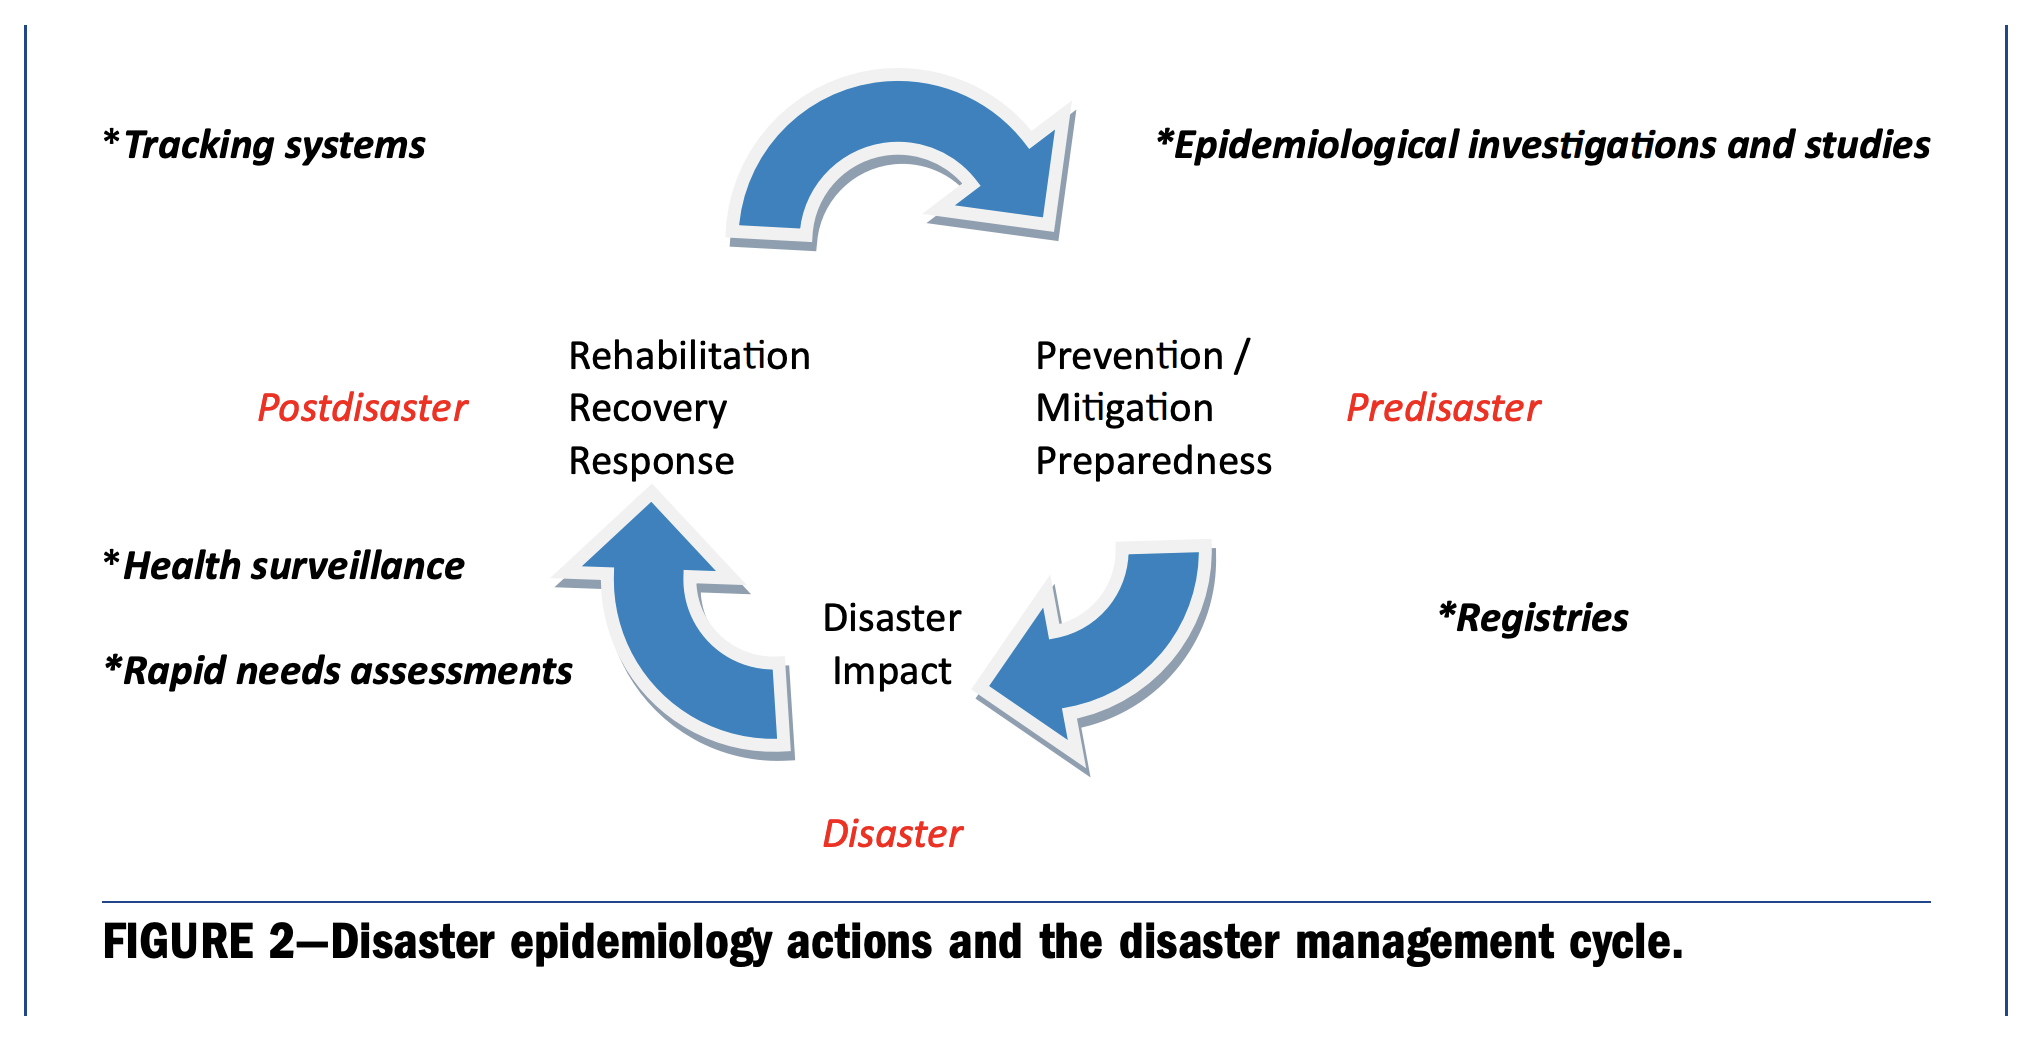 *Tracking systems
*Epidemiological investigations and studies
Rehabilitation
Recovery
Response
Prevention /
Mitigation
Preparedness
Postdisaster
Predisaster
*Health surveillance
*Rapid needs assessments
Disaster
Impact
*Registries
Disaster
FIGURE 2—Disaster epidemiology actions and the disaster management cycle.